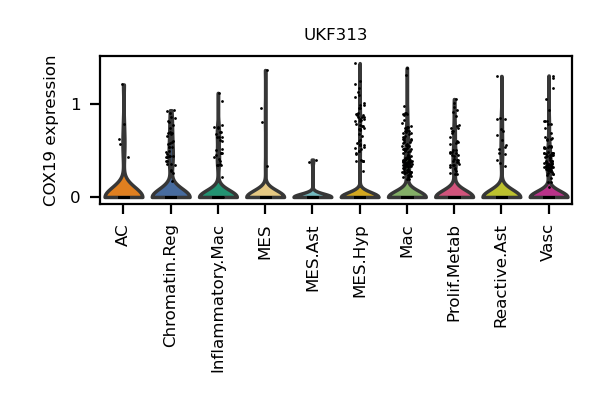 UKF313
COX19 expression
1
0
AC
Chromatin.Reg
Inflammatory.Mac
MES
MES.Ast
MES.Hyp
Mac
Prolif.Metab
Reactive.Ast
Vasc